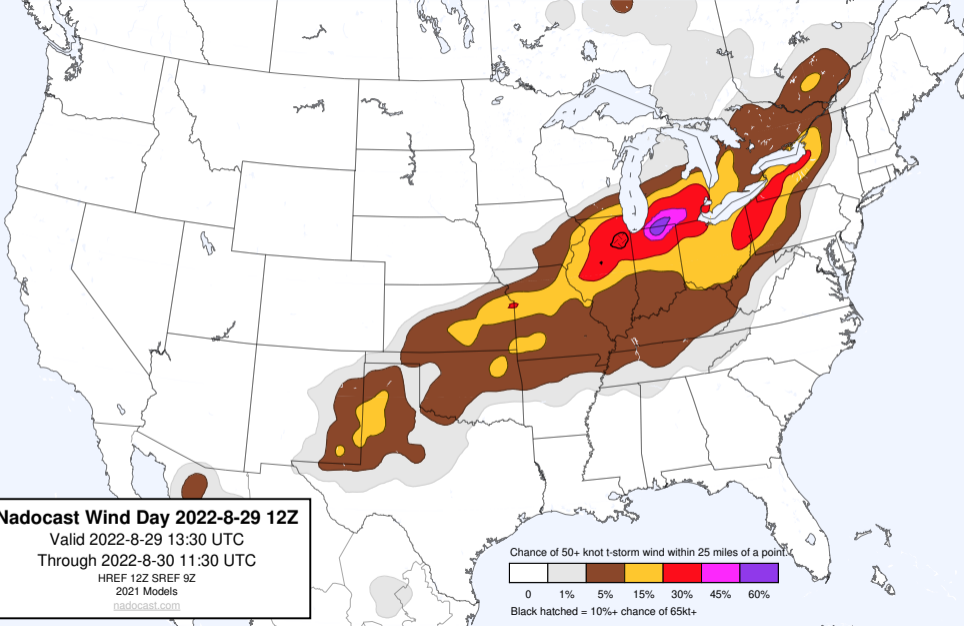 Nadocast Wind Day 2022-8-29 12Z
Valid 2022-8-29 13:30 UTC
Through 2022-8-30 11:30 UTC
HREF 12Z SREF 9Z
2021 Models
nadocast.com
Chance of 50+ knot t-storm wind within 25 miles of a point.
0 1% 5% 15% 30% 45% 60%
Black hatched = 10%+ chance of 65kt+